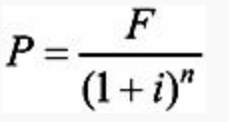 P = F / (1 + i)ⁿ